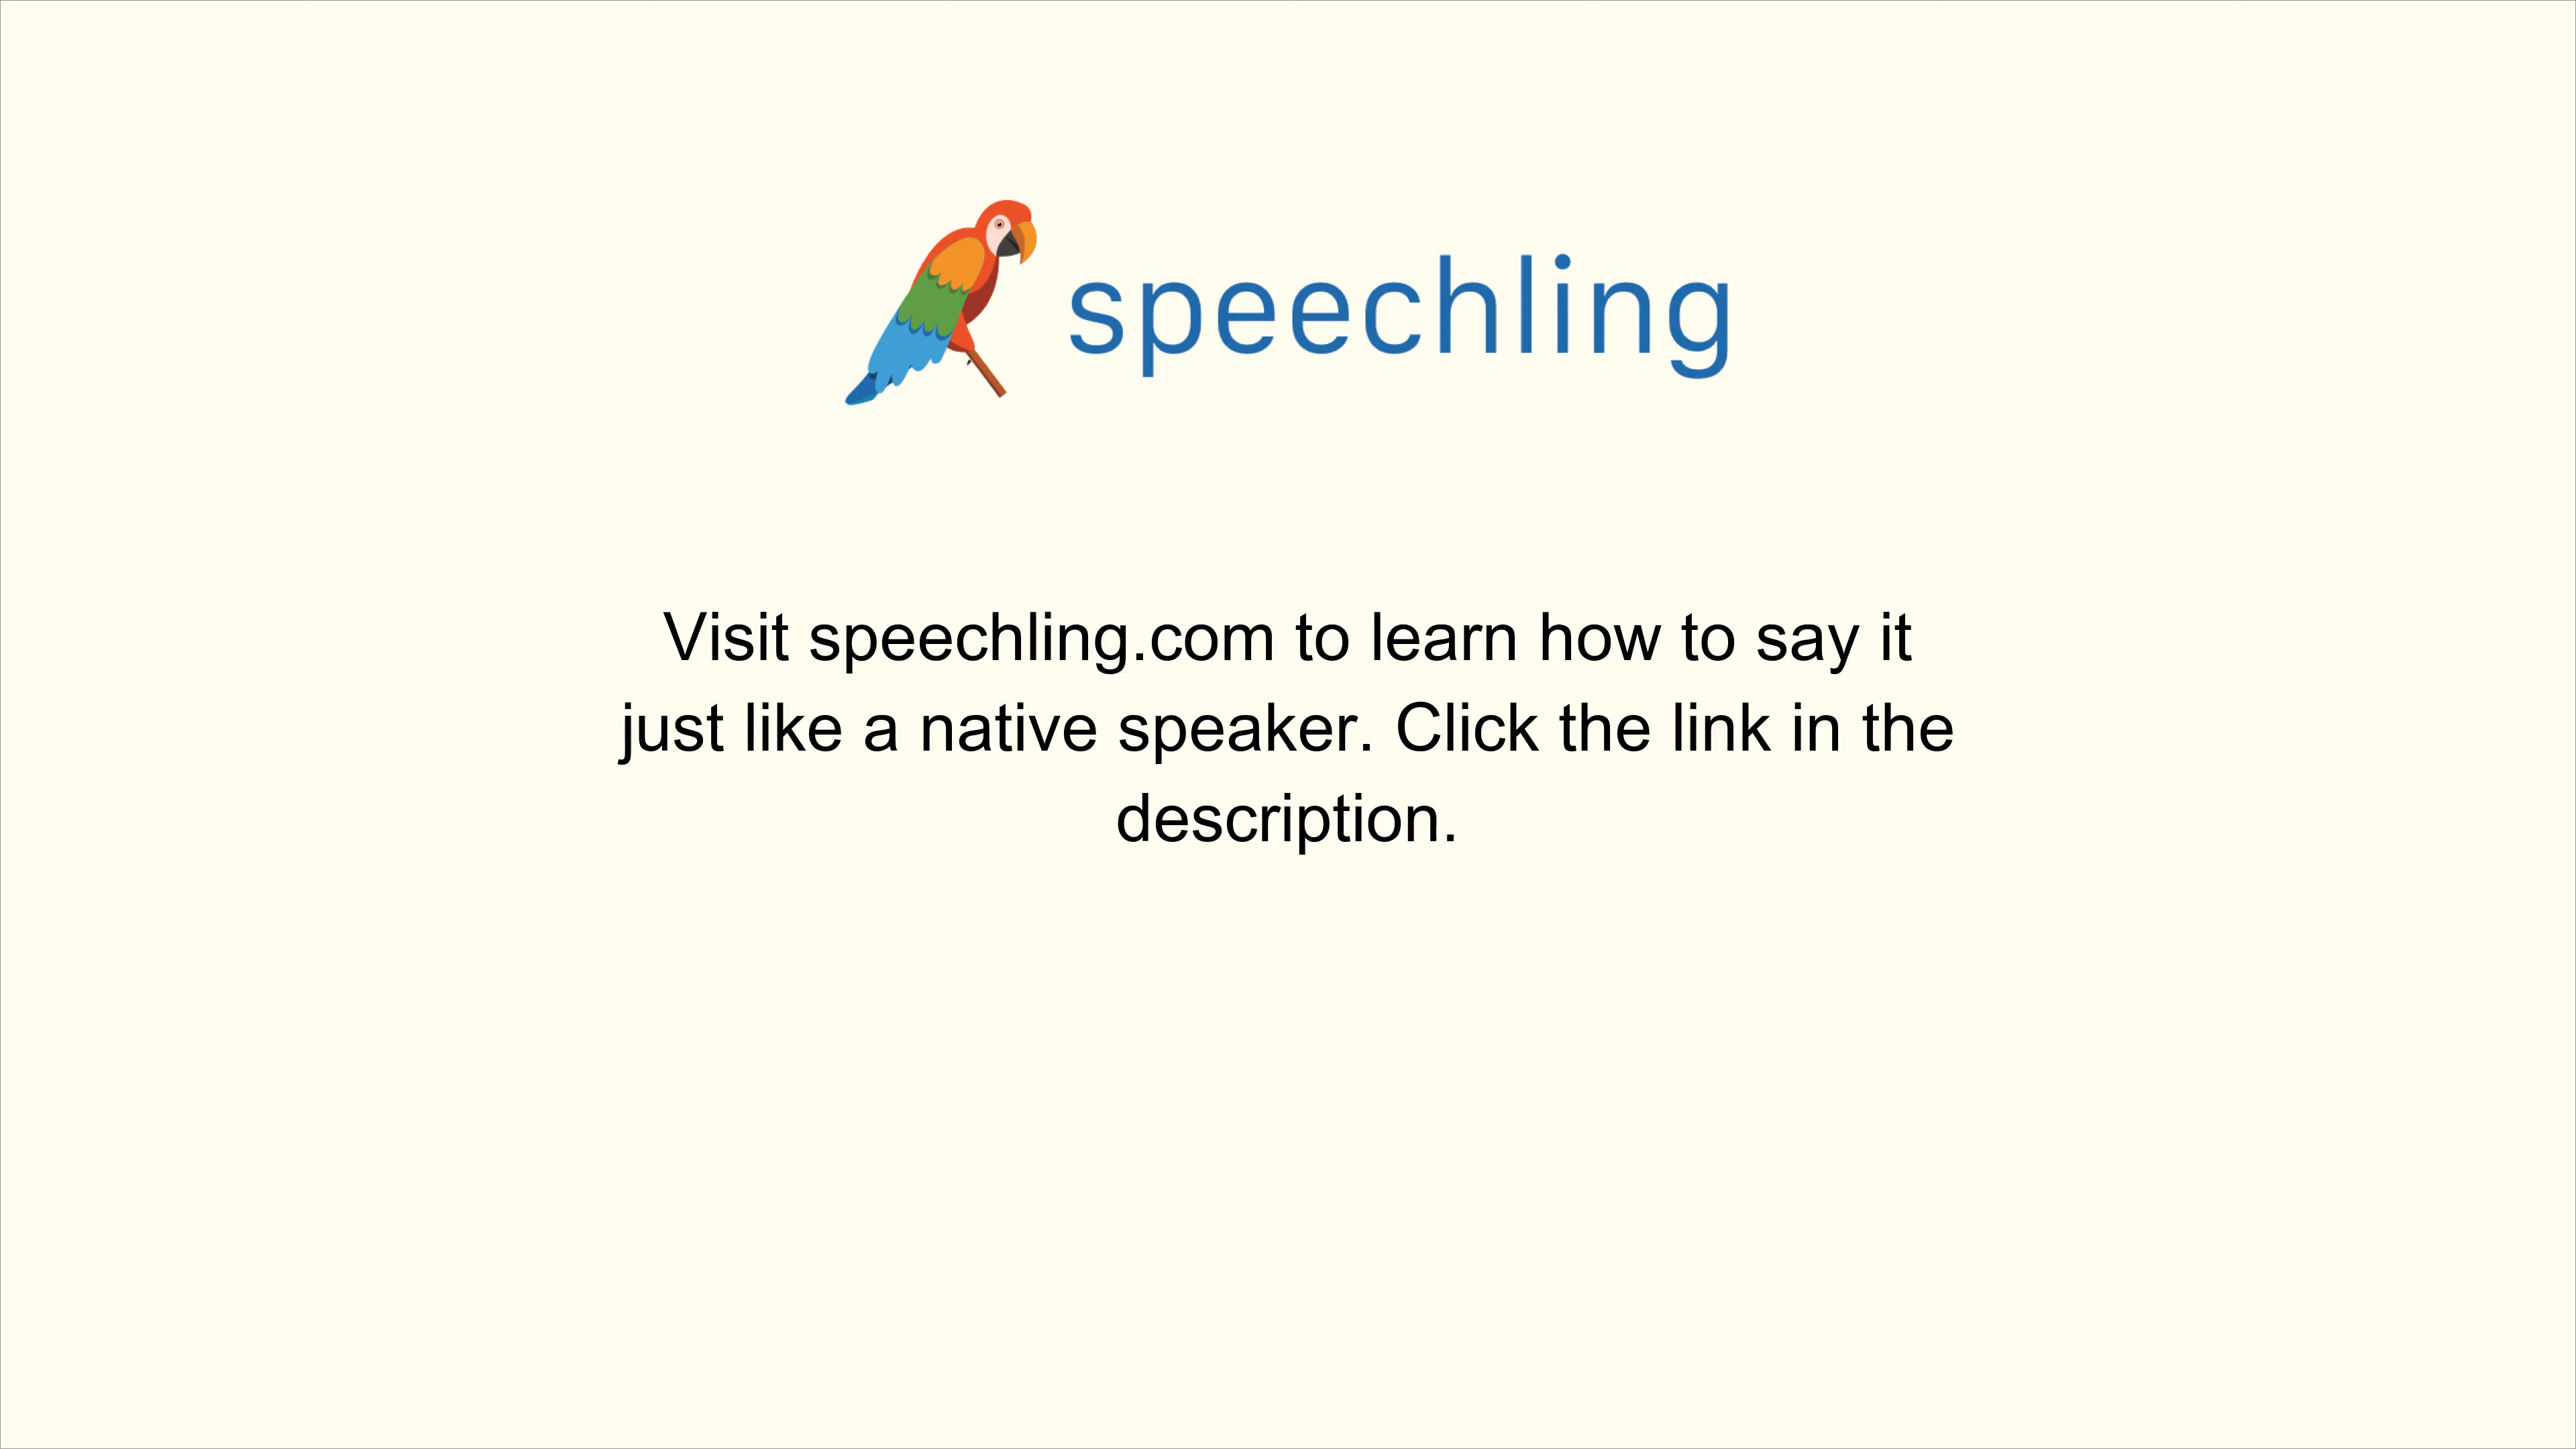 speechling
Visit speechling.com to learn how to say it
just like a native speaker. Click the link in the
description.